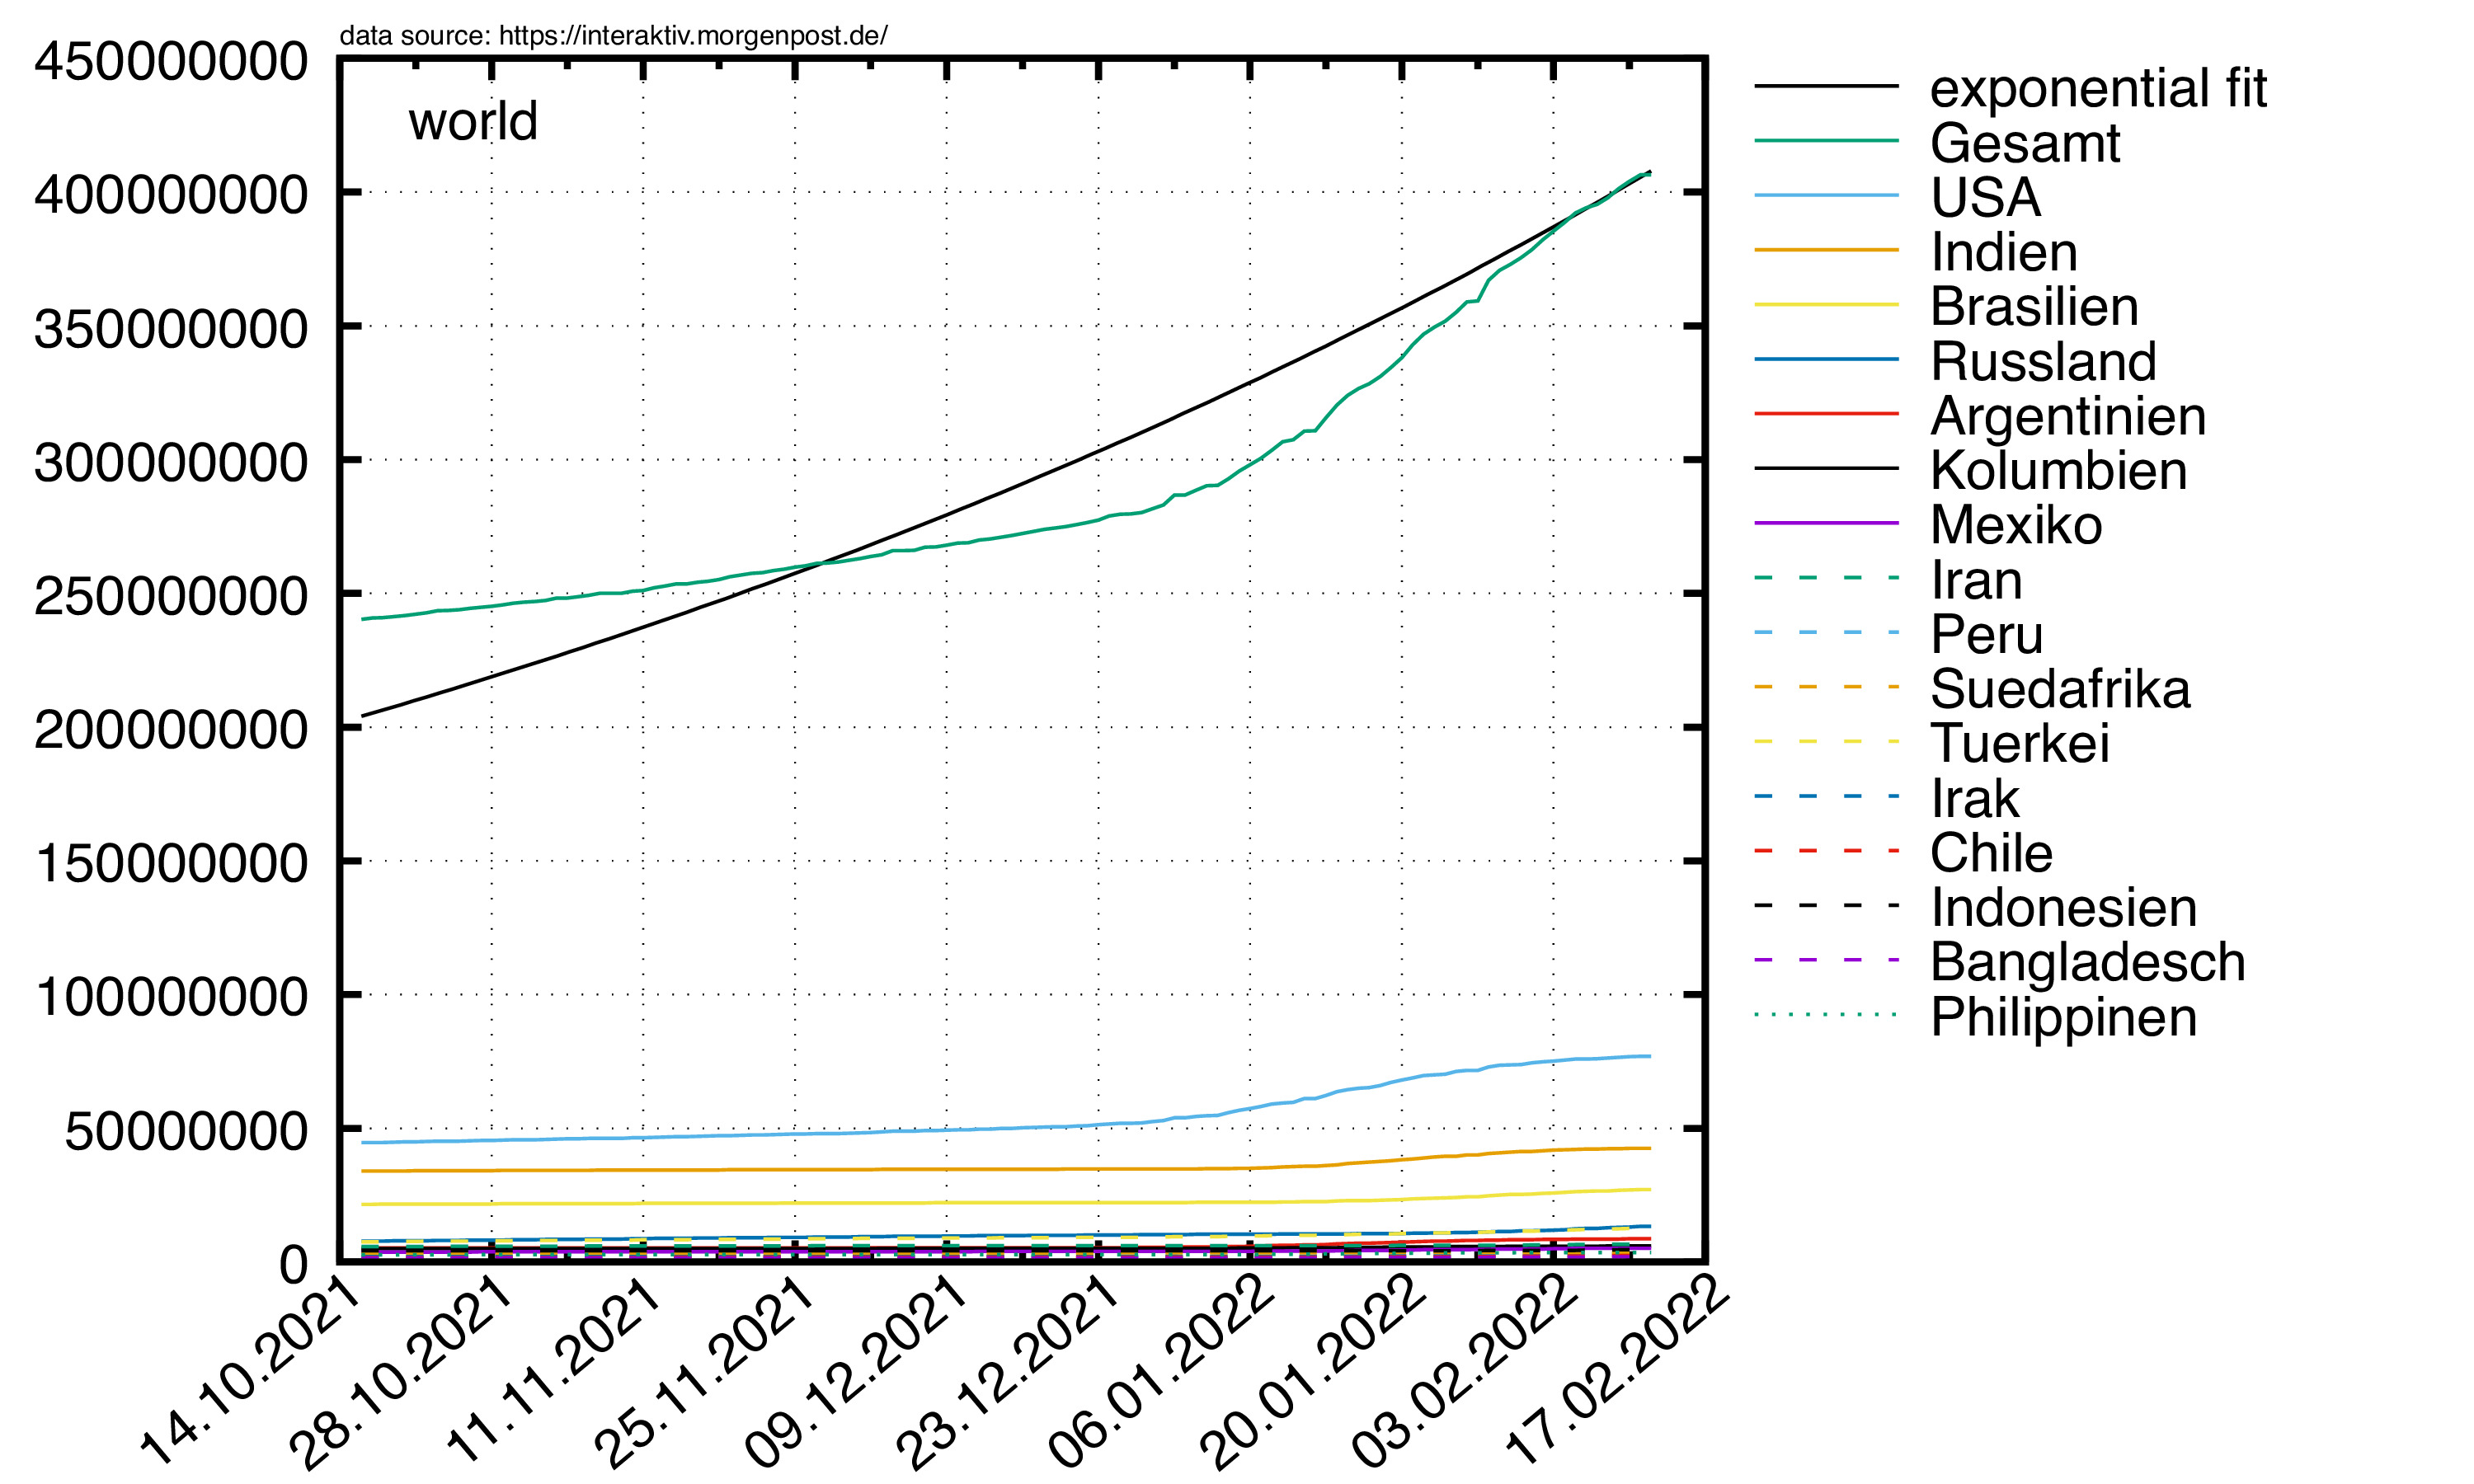 data source: https://interaktiv.morgenpost.de/
world
450000000
400000000
350000000
300000000
250000000
200000000
150000000
100000000
50000000
0
14.10.2021
28.10.2021
11.11.2021
25.11.2021
09.12.2021
23.12.2021
06.01.2022
20.01.2022
03.02.2022
17.02.2022
exponential fit
Gesamt
USA
Indien
Brasilien
Russland
Argentinien
Kolumbien
Mexiko
Iran
Peru
Suedafrika
Tuerkei
Irak
Chile
Indonesien
Bangladesch
Philippinen